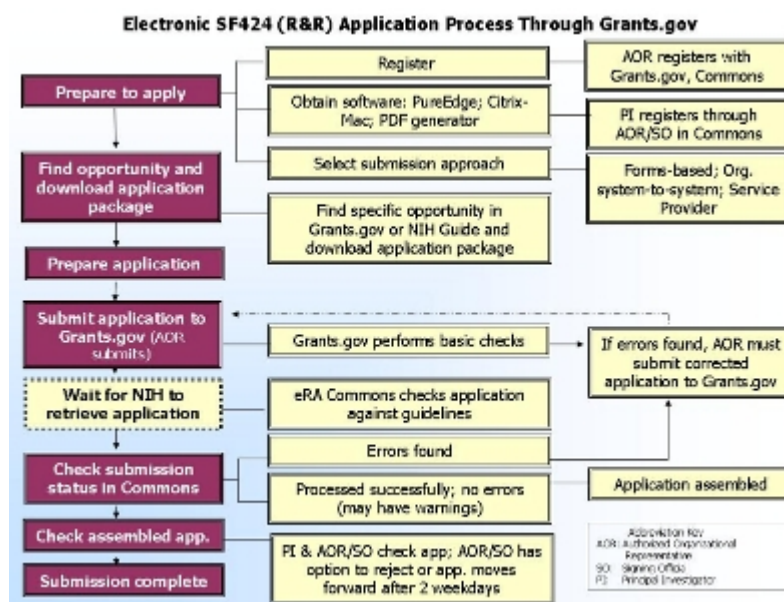 Electronic SF424 (R&R) Application Process Through Grants.gov
Prepare to apply
Register
AOR registers with
Grants.gov, Commons
Obtain software: PureEdge; Citrix-
Mac; PDF generator
PI registers through
AOR/SO in Commons
Select submission approach
Forms-based; Org.
system-to-system; Service
Provider
Find opportunity and
download application
package
Find specific opportunity in
Grants.gov or NIH Guide and
download application package
Prepare application
Submit application to
Grants.gov (AOR
submits)
Grants.gov performs basic checks
If errors found, AOR must
submit corrected
application to Grants.gov
Wait for NIH to
retrieve application
eRA Commons checks application
against guidelines
Check submission
status in Commons
Errors found
Processed successfully; no errors
(may have warnings)
Application assembled
Check assembled app.
PI & AOR/SO check app; AOR/SO has
option to reject or app. moves
forward after 2 weekdays
Submission complete
Abbreviation Key
AOR: Authorized Organizational
Representative
SO: Signing Official
PI: Principal Investigator